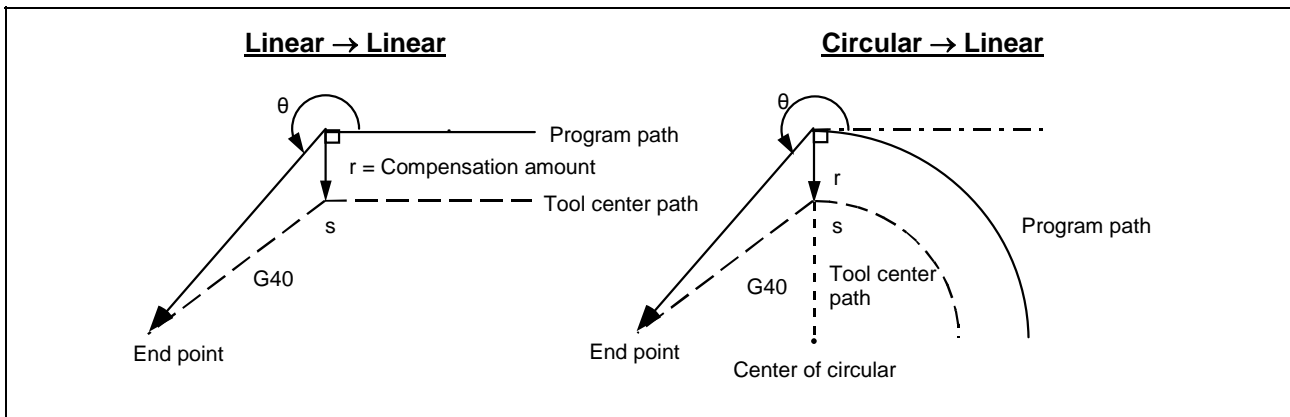 Linear → Linear
θ
Program path
r = Compensation amount
Tool center path
s
G40
End point
Circular → Linear
θ
r
s
Program path
G40
Tool center
path
End point
Center of circular